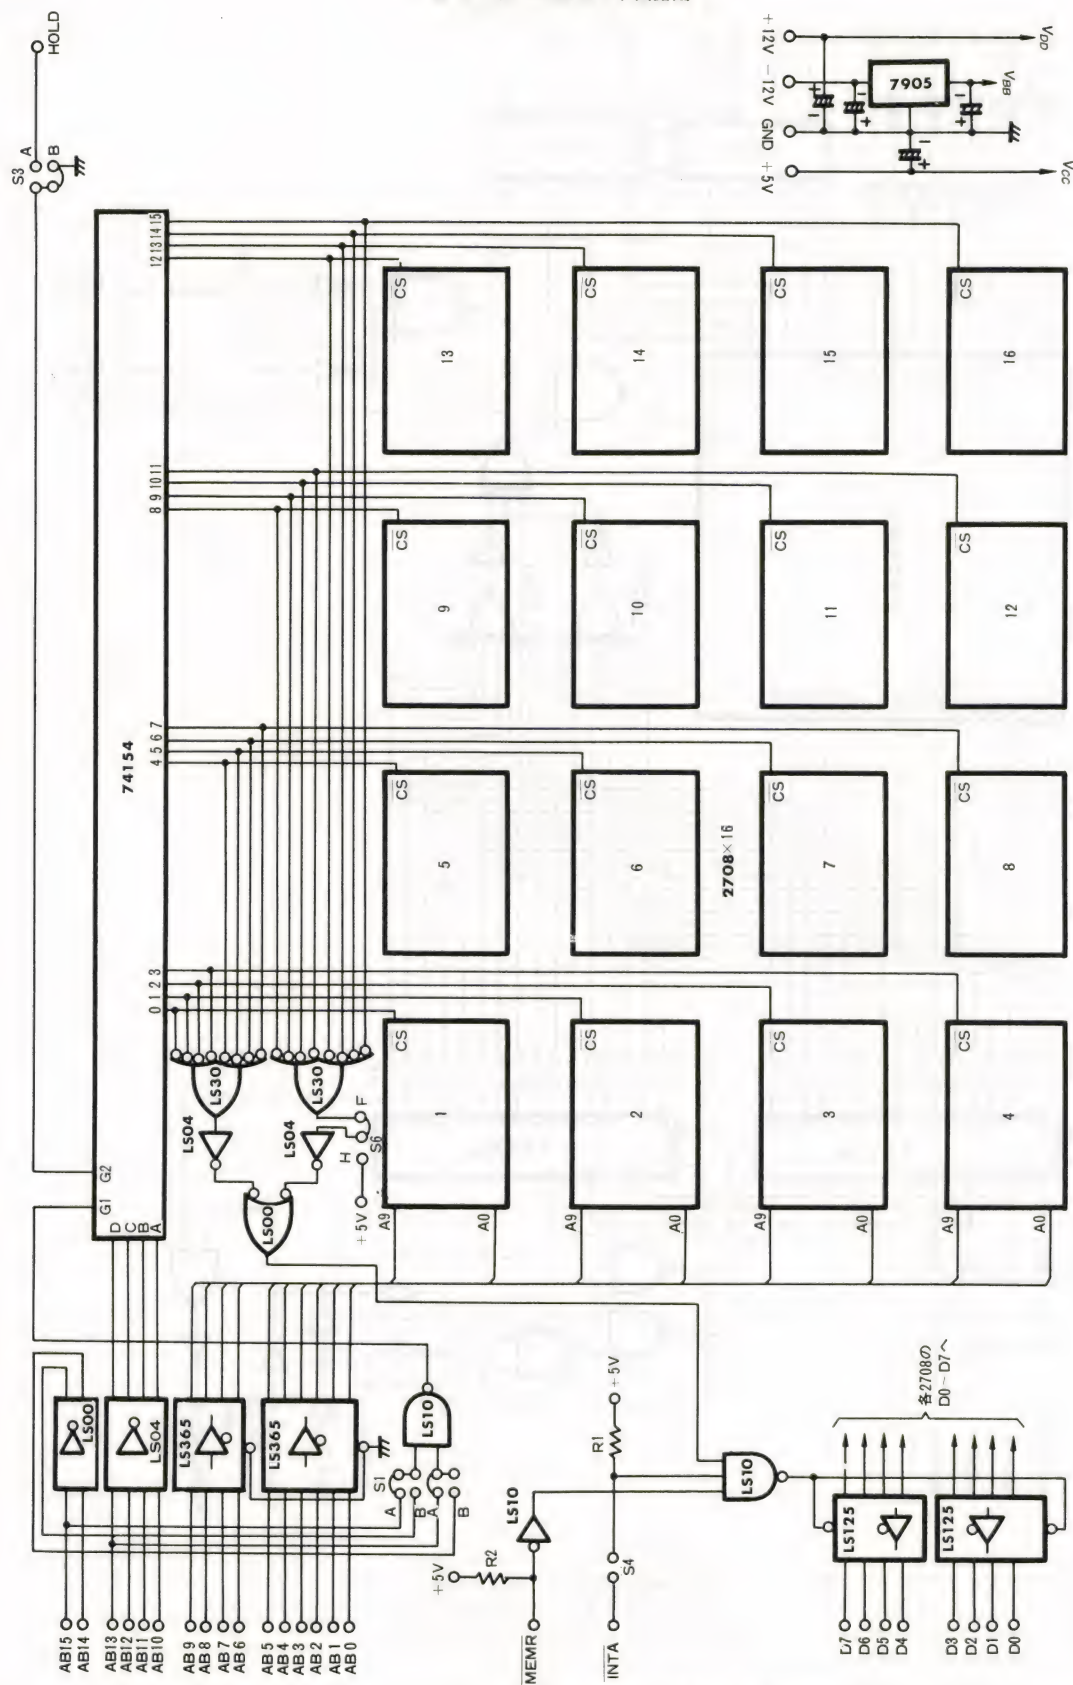 HOLD
S3
A
B
+12V
-12V
GND
+5V
7905
VDD
VBB
VCC
74154
G1
G2
D
C
B
A
0 1 2 3
4 5 6 7
8 9 10 11
12 13 14 15
LS30
LS30
LS04
LS04
LS00
F
S6
H
+5V
CS
1
CS
2
CS
3
CS
4
CS
5
CS
6
CS
7
CS
8
CS
9
CS
10
CS
11
CS
12
CS
13
CS
14
CS
15
CS
16
2708×16
A9
A0
A9
A0
A9
A0
A9
A0
AB15
AB14
AB13
AB12
AB11
AB10
AB9
AB8
AB7
AB6
AB5
AB4
AB3
AB2
AB1
AB0
LS00
LS04
LS365
LS365
S1
A
B
A
B
LS10
+5V
R2
LS10
MEMR
INTA
S4
R1
+5V
LS10
LS125
LS125
D7
D6
D5
D4
D3
D2
D1
D0
各2708の
D0~D7へ